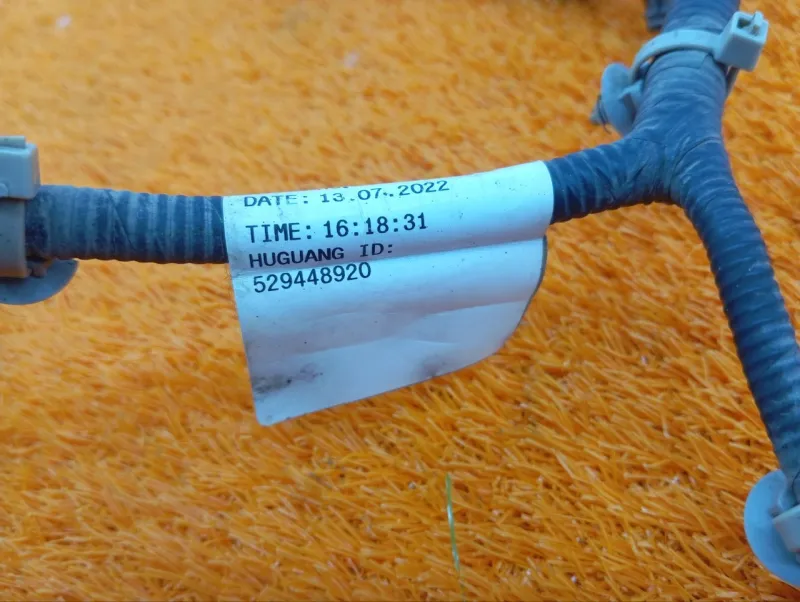 DATE: 13.07.2022
TIME: 16:18:31
HUGUANG ID:
529448920